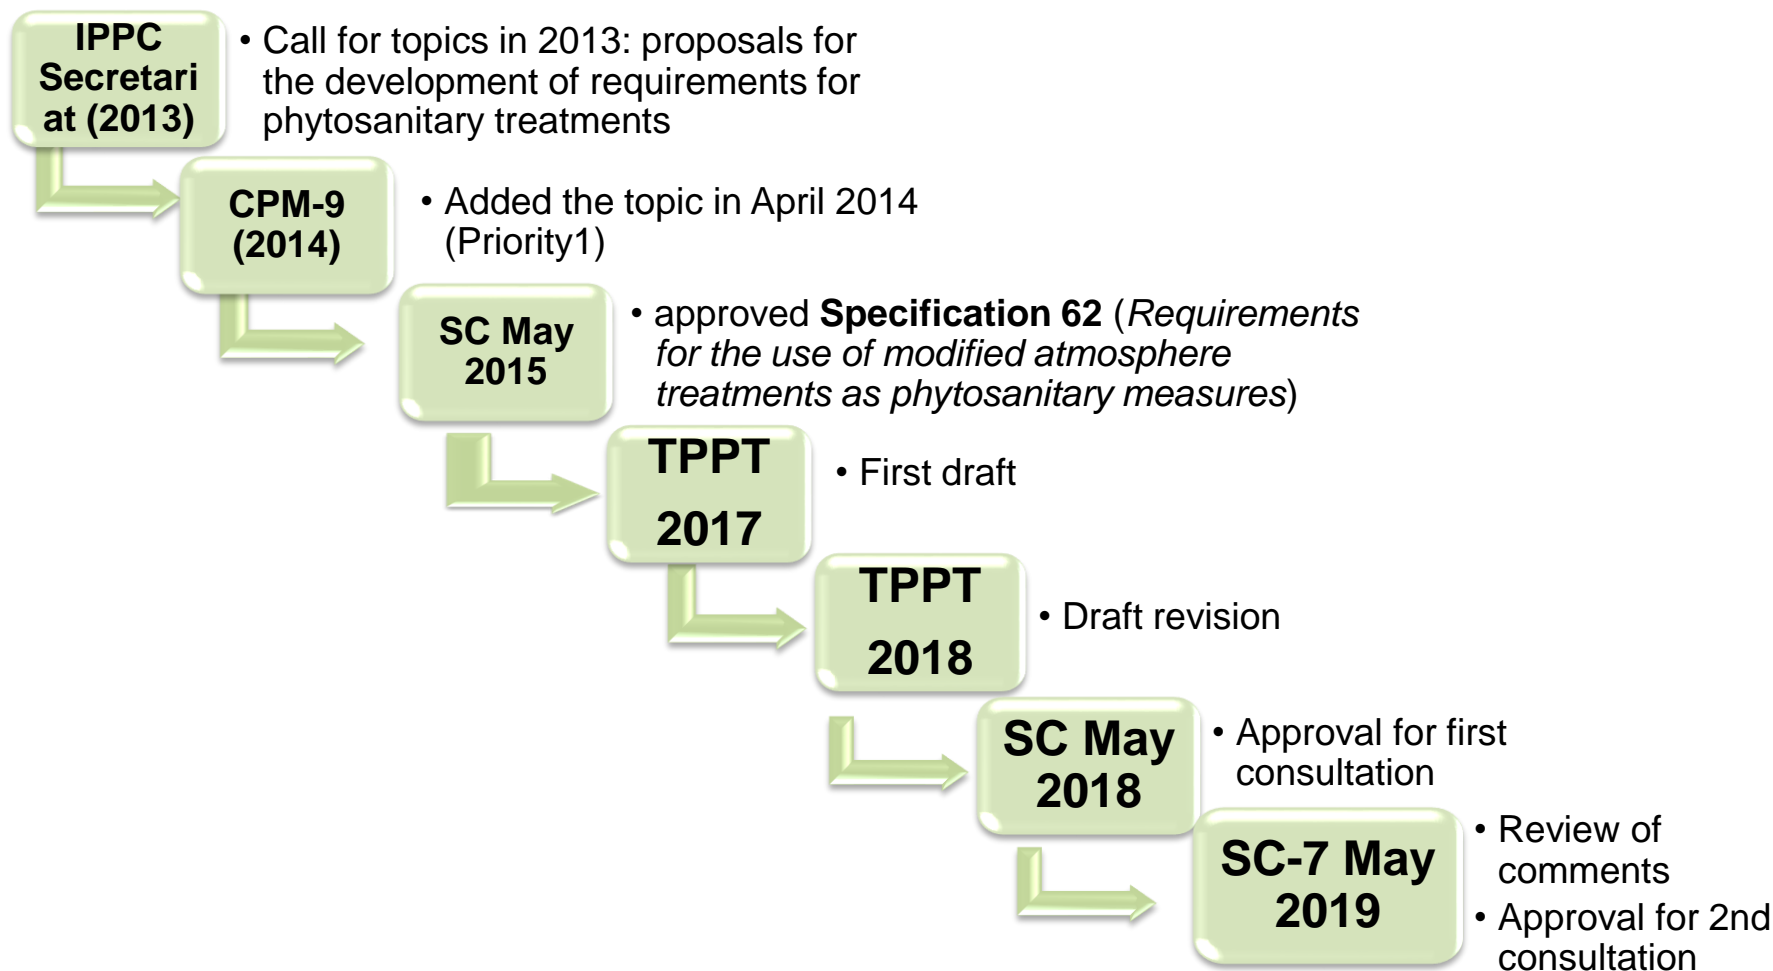 IPPC
Secretari
at (2013)
• Call for topics in 2013: proposals for
the development of requirements for
phytosanitary treatments
CPM-9
(2014)
• Added the topic in April 2014
(Priority1)
SC May
2015
• approved Specification 62 (Requirements
for the use of modified atmosphere
treatments as phytosanitary measures)
TPPT
2017
• First draft
TPPT
2018
• Draft revision
SC May
2018
• Approval for first
consultation
SC-7 May
2019
• Review of
comments
• Approval for 2nd
consultation